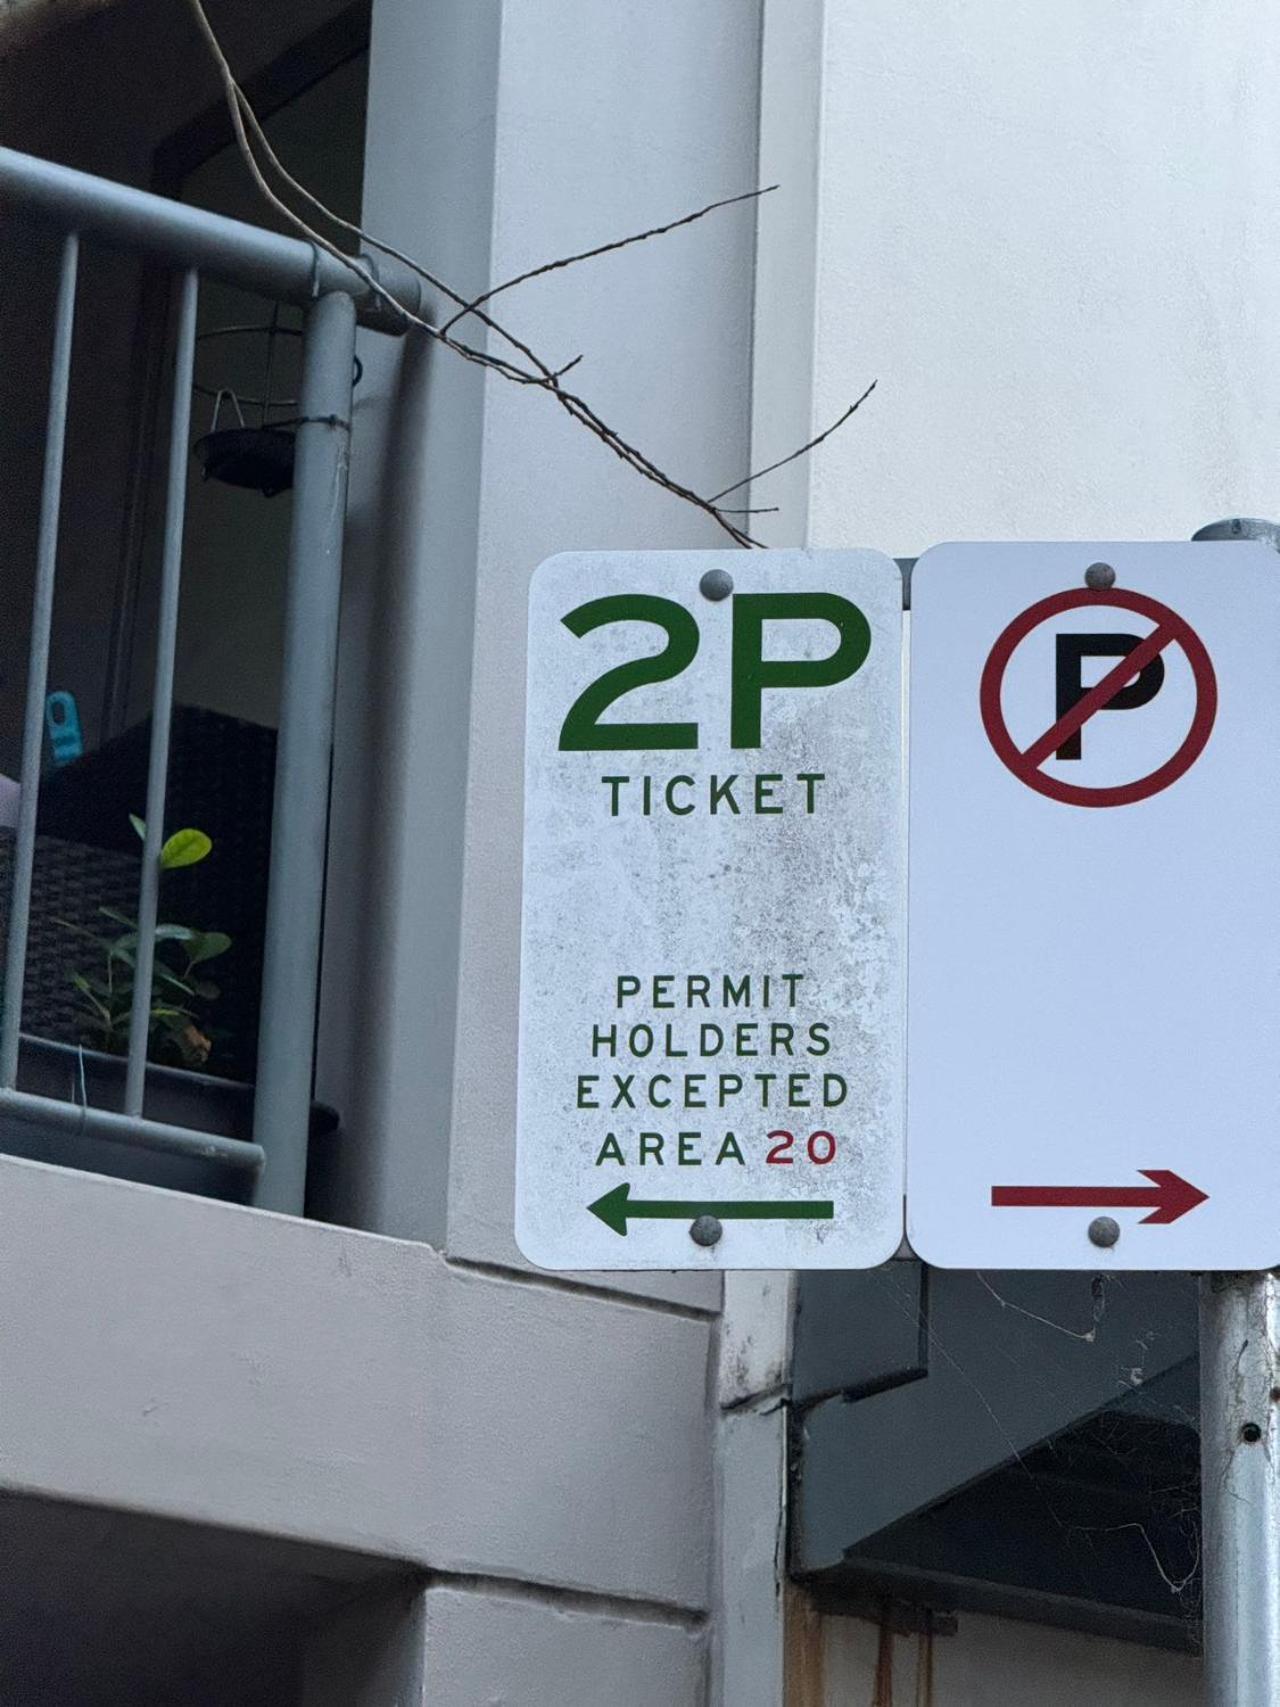 2P
TICKET
PERMIT
HOLDERS
EXCEPTED
AREA 20
P